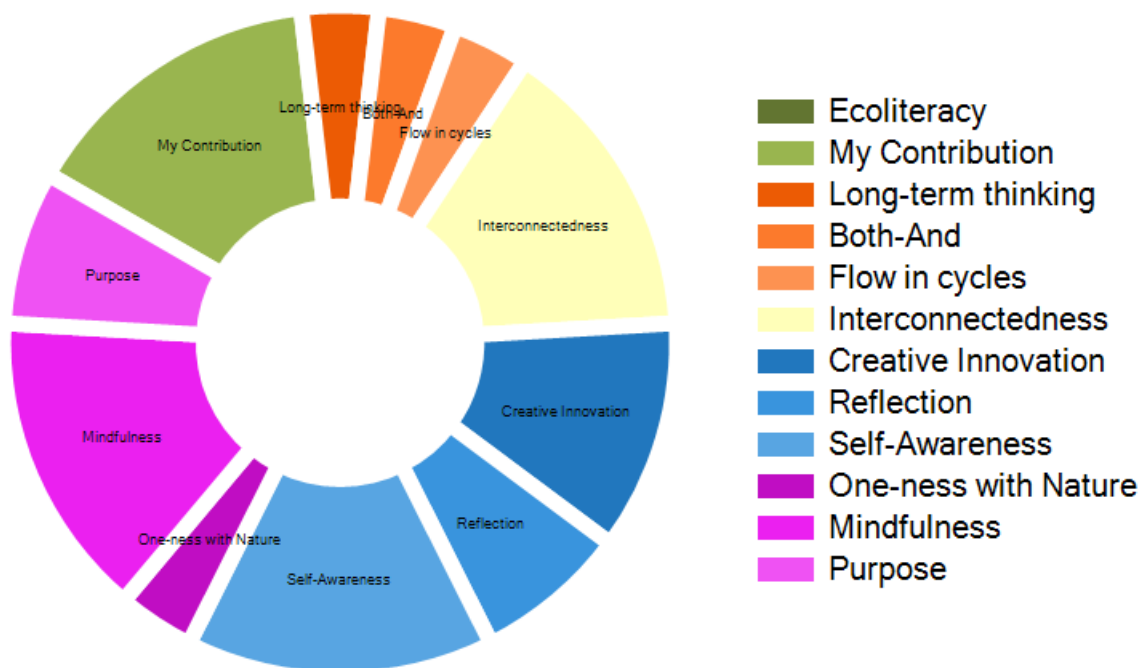 Long-term thinking
Both-And
Flow in cycles
My Contribution
Interconnectedness
Purpose
Creative Innovation
Mindfulness
Reflection
One-ness with Nature
Self-Awareness
Ecoliteracy
My Contribution
Long-term thinking
Both-And
Flow in cycles
Interconnectedness
Creative Innovation
Reflection
Self-Awareness
One-ness with Nature
Mindfulness
Purpose